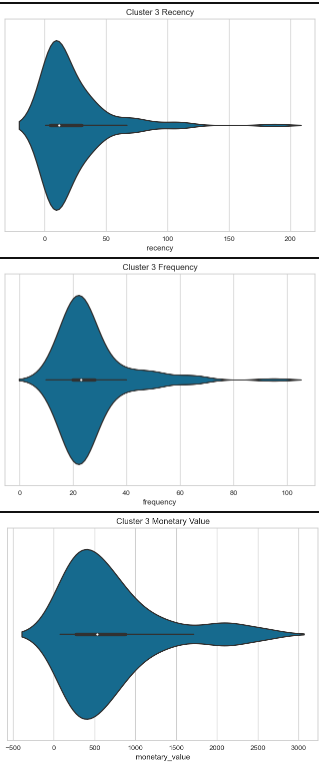 Cluster 3 Recency
0 50 100 150 200
recency
Cluster 3 Frequency
0 20 40 60 80 100
frequency
Cluster 3 Monetary Value
−500 0 500 1000 1500 2000 2500 3000
monetary_value